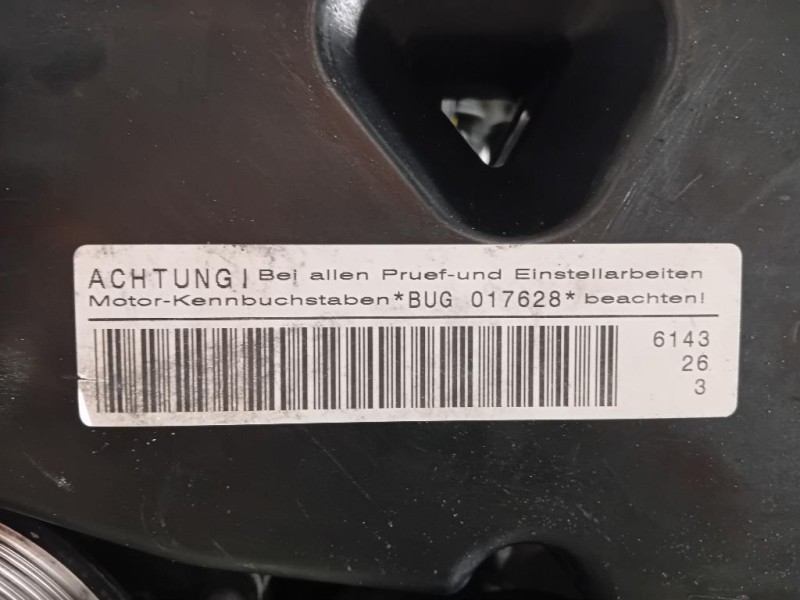 ACHTUNG! Bei allen Pruef-und Einstellarbeiten
Motor-Kennbuchstaben *BUG 017628* beachten!
6143
26
3